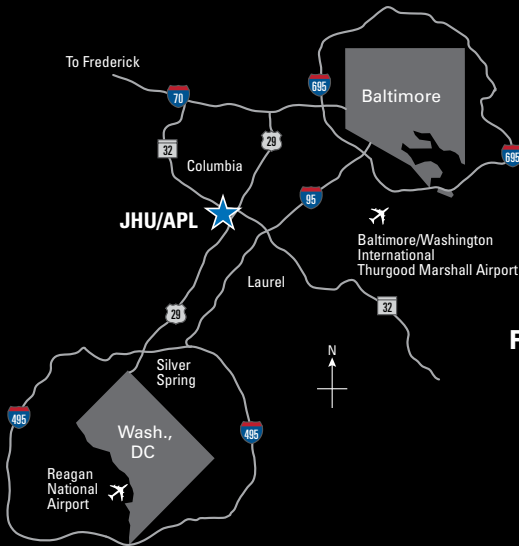 To Frederick
70
695
Baltimore
32
29
695
Columbia
JHU/APL
95
Baltimore/Washington
International
Thurgood Marshall Airport
Laurel
32
29
F
N
Silver
Spring
495
495
Wash.,
DC
Reagan
National
Airport